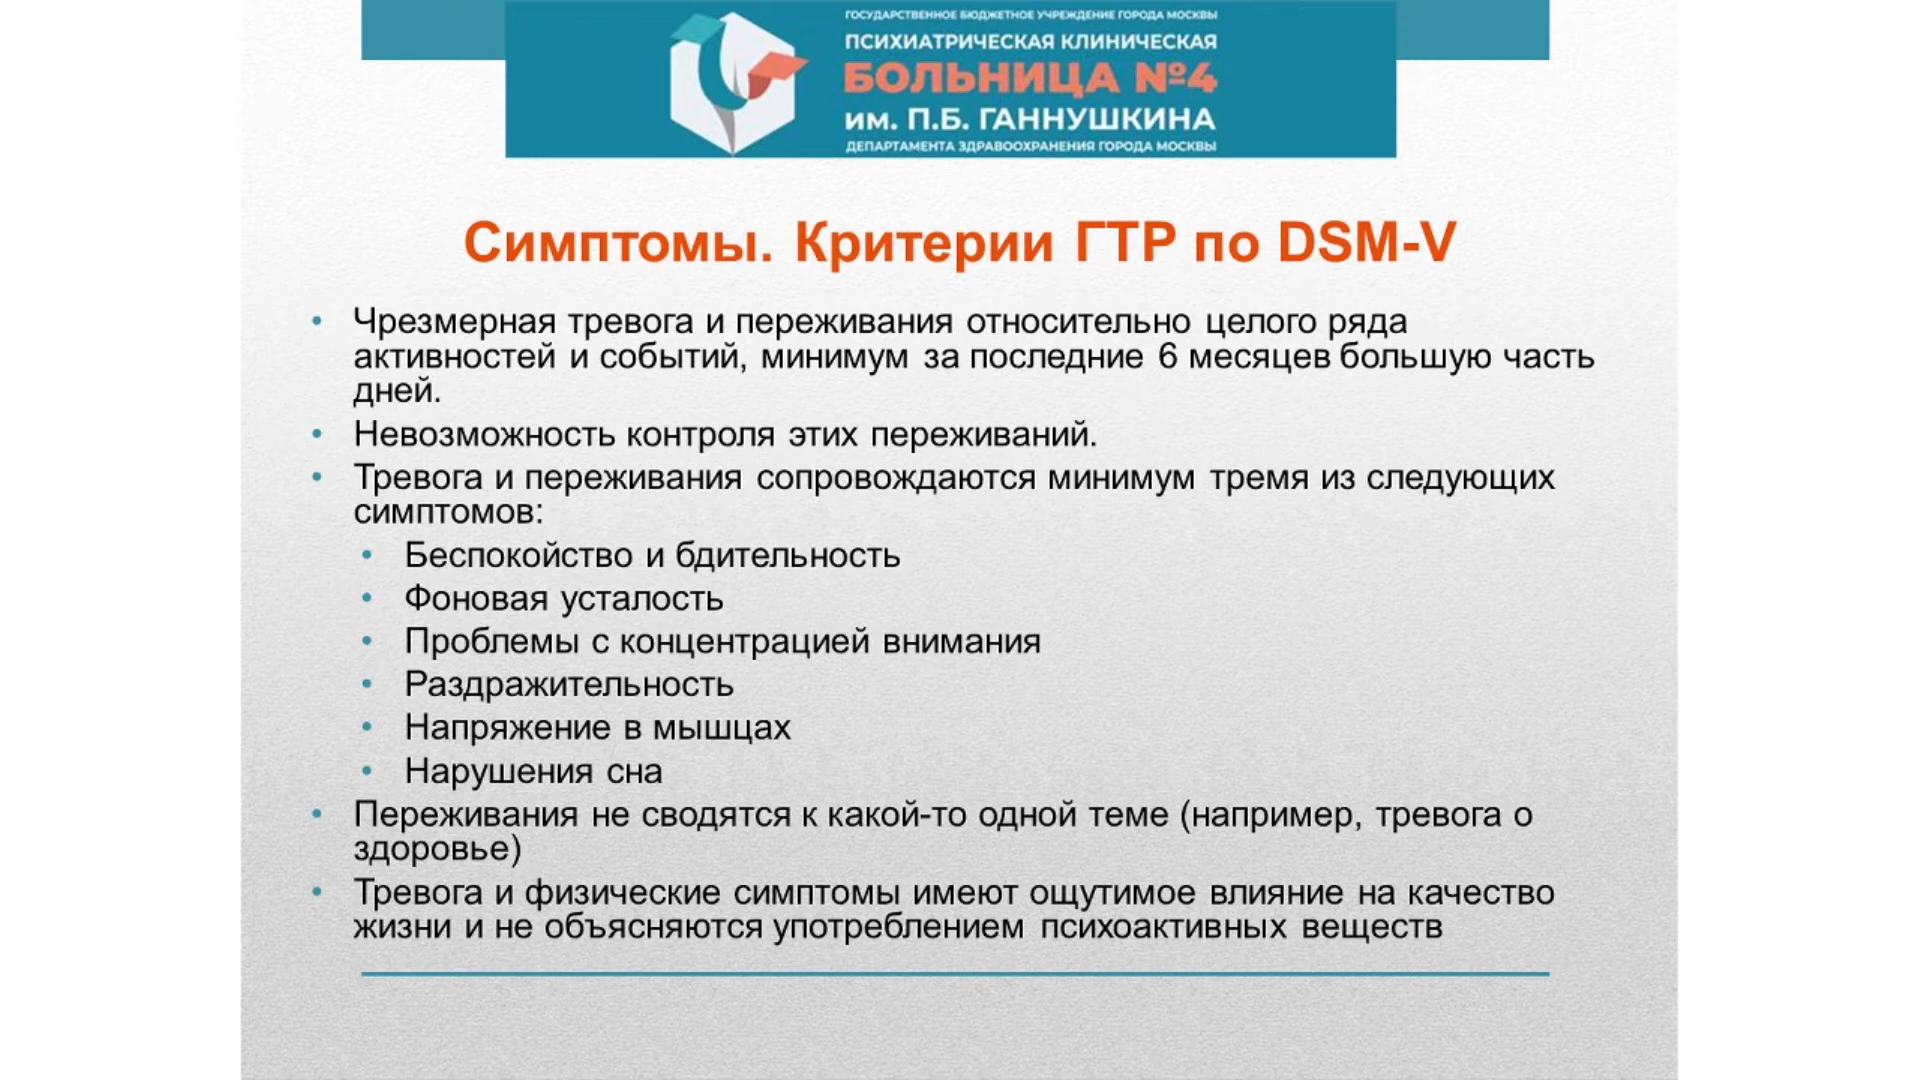 ГОСУДАРСТВЕННОЕ БЮДЖЕТНОЕ УЧРЕЖДЕНИЕ ГОРОДА МОСКВЫ
ПСИХИАТРИЧЕСКАЯ КЛИНИЧЕСКАЯ
БОЛЬНИЦА №4
им. П.Б. ГАННУШКИНА
ДЕПАРТАМЕНТА ЗДРАВООХРАНЕНИЯ ГОРОДА МОСКВЫ
Симптомы. Критерии ГТР по DSM-V
• Чрезмерная тревога и переживания относительно целого ряда
активностей и событий, минимум за последние 6 месяцев большую часть
дней.
• Невозможность контроля этих переживаний.
• Тревога и переживания сопровождаются минимум тремя из следующих
симптомов:
• Беспокойство и бдительность
• Фоновая усталость
• Проблемы с концентрацией внимания
• Раздражительность
• Напряжение в мышцах
• Нарушения сна
• Переживания не сводятся к какой-то одной теме (например, тревога о
здоровье)
• Тревога и физические симптомы имеют ощутимое влияние на качество
жизни и не объясняются употреблением психоактивных веществ